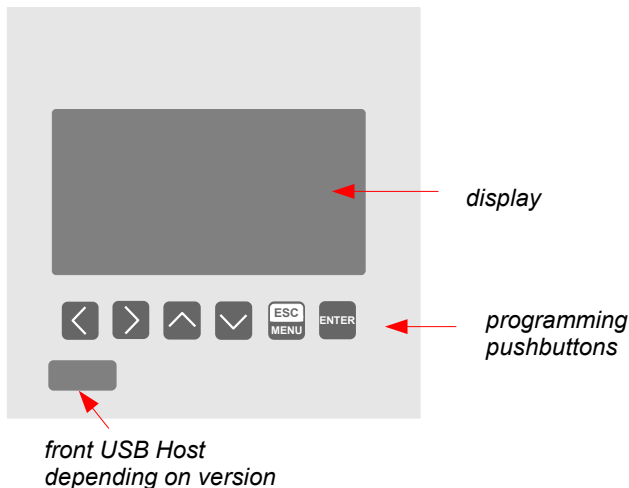 display
ESC
MENU
ENTER
programming
pushbuttons
front USB Host
depending on version